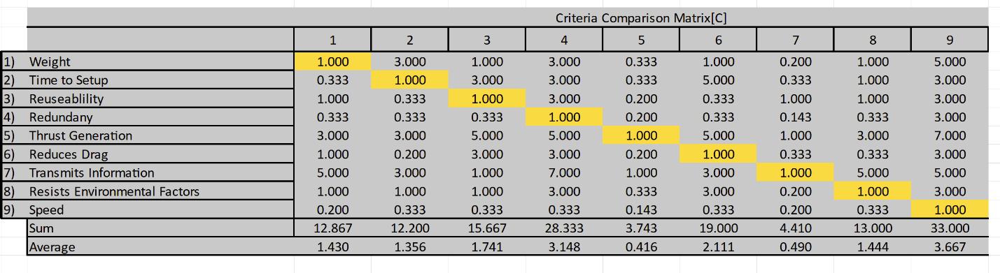 Criteria Comparison Matrix[C]
1 2 3 4 5 6 7 8 9
1) Weight 1.000 3.000 1.000 3.000 0.333 1.000 0.200 1.000 5.000
2) Time to Setup 0.333 1.000 3.000 3.000 0.333 5.000 0.333 1.000 3.000
3) Reuseablility 1.000 0.333 1.000 3.000 0.200 0.333 1.000 1.000 3.000
4) Redundany 0.333 0.333 0.333 1.000 0.200 0.333 0.143 0.333 3.000
5) Thrust Generation 3.000 3.000 5.000 5.000 1.000 5.000 1.000 3.000 7.000
6) Reduces Drag 1.000 0.200 3.000 3.000 0.200 1.000 0.333 0.333 3.000
7) Transmits Information 5.000 3.000 1.000 7.000 1.000 3.000 1.000 5.000 5.000
8) Resists Environmental Factors 1.000 1.000 1.000 3.000 0.333 3.000 0.200 1.000 3.000
9) Speed 0.200 0.333 0.333 0.333 0.143 0.333 0.200 0.333 1.000
Sum 12.867 12.200 15.667 28.333 3.743 19.000 4.410 13.000 33.000
Average 1.430 1.356 1.741 3.148 0.416 2.111 0.490 1.444 3.667